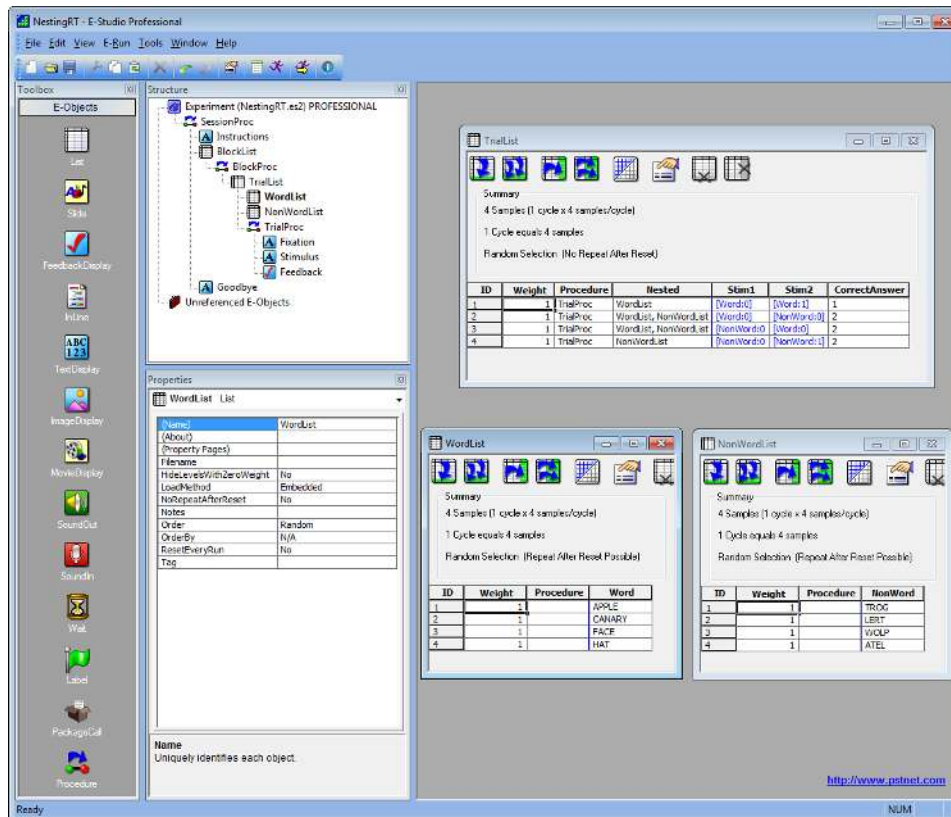 NestingRT - E-Studio Professional
File Edit View E-Run Tools Window Help
Toolbox
E-Objects
List
Slide
FeedbackDisplay
InLine
ABC
123
TextDisplay
ImageDisplay
MovieDisplay
SoundOut
SoundIn
Wait
Label
PackageCall
Procedure
Structure
Experiment (NestingRT.es2) PROFESSIONAL
SessionProc
Instructions
BlockList
BlockProc
TrialList
WordList
NonWordList
TrialProc
Fixation
Stimulus
Feedback
Goodbye
Unreferenced E-Objects
Properties
WordList List
(Name) WordList
(About)
(Property Pages)
Filename
HideLevelsWithZeroWeight No
LoadMethod Embedded
NoRepeatAfterReset No
Notes
Order Random
OrderBy N/A
ResetEveryRun No
Tag
Name
Uniquely identifies each object.
TrialList
Summary
4 Samples (1 cycle x 4 samples/cycle)
1 Cycle equals 4 samples
Random Selection (No Repeat After Reset)
ID Weight Procedure Nested Stim1 Stim2 CorrectAnswer
1 1 TrialProc WordList [Word:0] [Word:1] 1
2 1 TrialProc WordList, NonWordList [Word:0] [NonWord:0] 2
3 1 TrialProc WordList, NonWordList [NonWord:0 [Word:0] 2
4 1 TrialProc NonWordList [NonWord:0 [NonWord:1] 2
WordList
Summary
4 Samples (1 cycle x 4 samples/cycle)
1 Cycle equals 4 samples
Random Selection (Repeat After Reset Possible)
ID Weight Procedure Word
1 1 APPLE
2 1 CANARY
3 1 FACE
4 1 HAT
NonWordList
Summary
4 Samples (1 cycle x 4 samples/cycle)
1 Cycle equals 4 samples
Random Selection (Repeat After Reset Possible)
ID Weight Procedure NonWord
1 1 TROG
2 1 LERT
3 1 WOLP
4 1 ATEL
http://www.pstnet.com
Ready
NUM